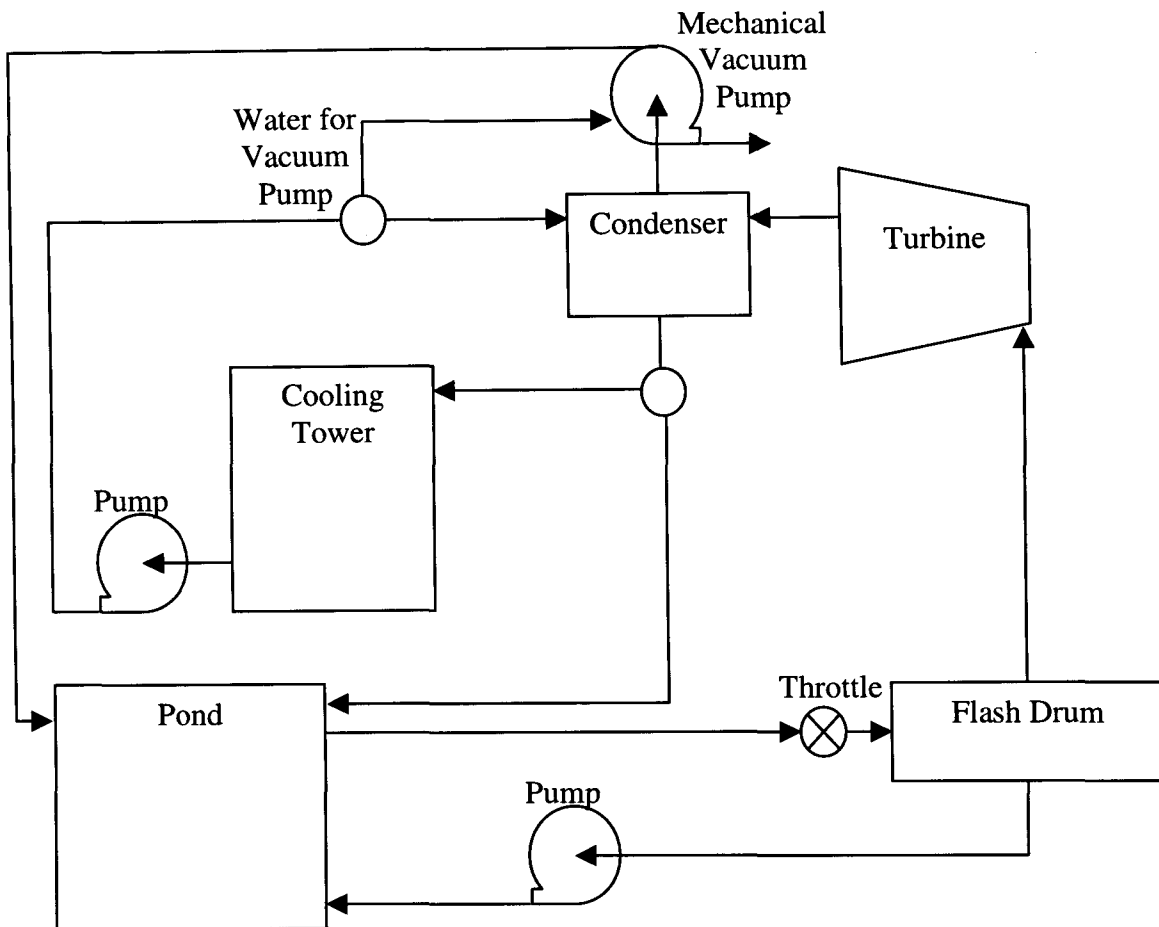 Mechanical
Vacuum
Pump
Water for
Vacuum
Pump
Condenser
Turbine
Cooling
Tower
Pump
Throttle
Pond
Flash Drum
Pump